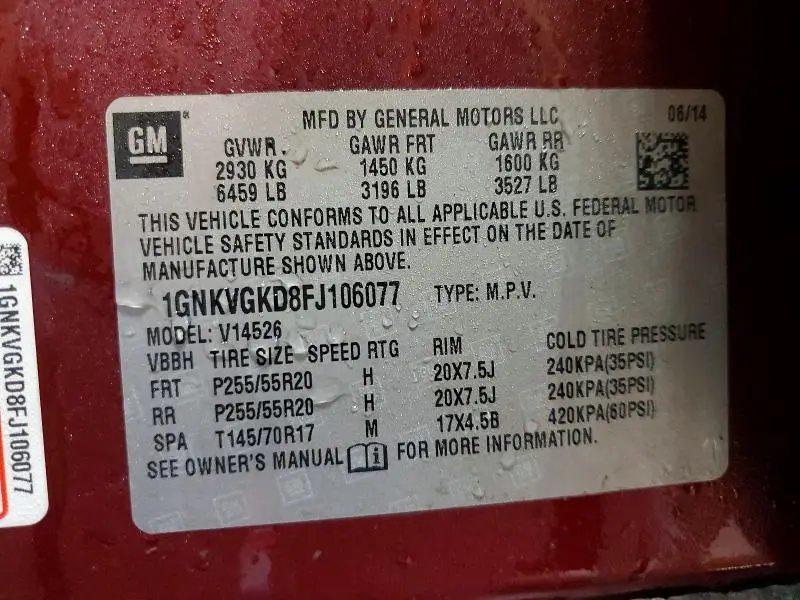 GM
MFD BY GENERAL MOTORS LLC 06/14
GVWR GAWR FRT GAWR RR
2930 KG 1450 KG 1600 KG
6459 LB 3196 LB 3527 LB
THIS VEHICLE CONFORMS TO ALL APPLICABLE U.S. FEDERAL MOTOR
VEHICLE SAFETY STANDARDS IN EFFECT ON THE DATE OF
MANUFACTURE SHOWN ABOVE.
1GNKVGKD8FJ106077 TYPE: M.P.V.
MODEL: V14526
VBBH TIRE SIZE SPEED RTG RIM COLD TIRE PRESSURE
FRT P255/55R20 H 20X7.5J 240KPA(35PSI)
RR P255/55R20 H 20X7.5J 240KPA(35PSI)
SPA T145/70R17 M 17X4.5B 420KPA(60PSI)
SEE OWNER'S MANUAL FOR MORE INFORMATION.
1GNKVGKD8FJ106077